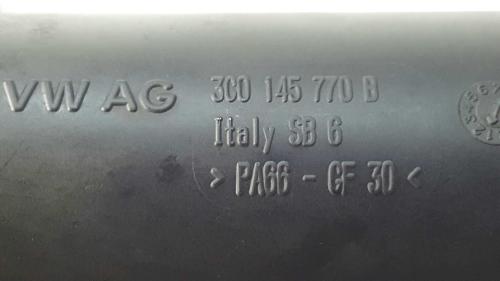 VW AG 3C0 145 770 B
Italy SB 6
> PA66 - GF 30 <